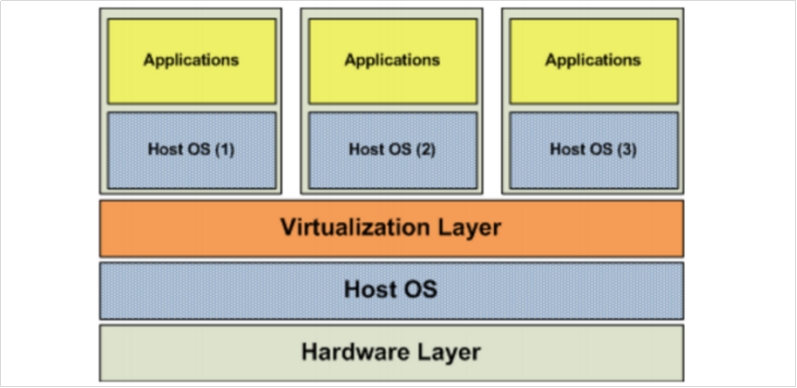 Applications
Applications
Applications
Host OS (1)
Host OS (2)
Host OS (3)
Virtualization Layer
Host OS
Hardware Layer